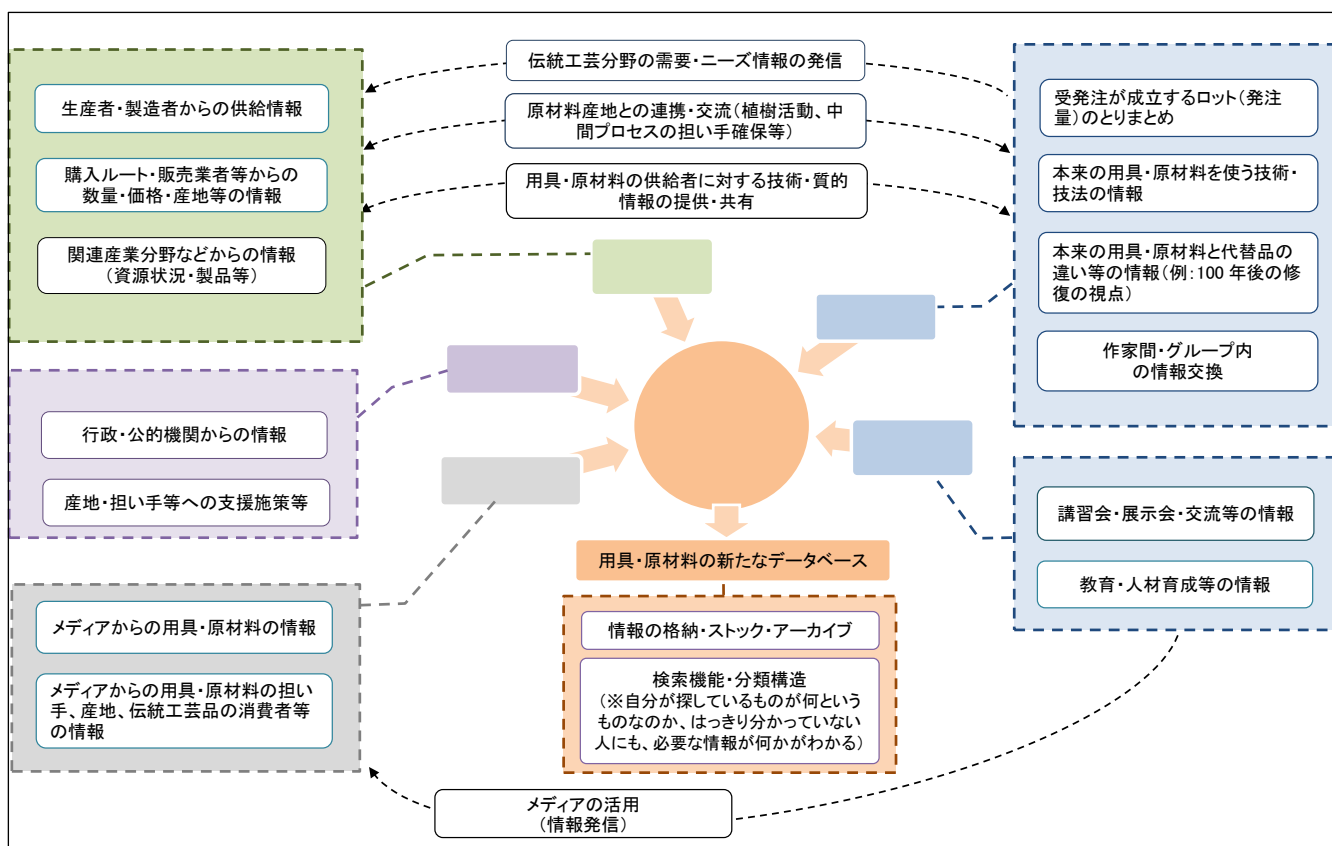 伝統工芸分野の需要・ニーズ情報の発信
原材料産地との連携・交流(植樹活動、中
間プロセスの担い手確保等)
用具・原材料の供給者に対する技術・質的
情報の提供・共有
生産者・製造者からの供給情報
購入ルート・販売業者等からの
数量・価格・産地等の情報
関連産業分野などからの情報
(資源状況・製品等)
受発注が成立するロット(発注
量)のとりまとめ
本来の用具・原材料を使う技術・
技法の情報
本来の用具・原材料と代替品の
違い等の情報(例:100 年後の修
復の視点)
作家間・グループ内
の情報交換
行政・公的機関からの情報
産地・担い手等への支援施策等
講習会・展示会・交流等の情報
教育・人材育成等の情報
用具・原材料の新たなデータベース
情報の格納・ストック・アーカイブ
検索機能・分類構造
(※自分が探しているものが何という
ものなのか、はっきり分かっていない
人にも、必要な情報が何かがわかる)
メディアからの用具・原材料の情報
メディアからの用具・原材料の担い
手、産地、伝統工芸品の消費者等
の情報
メディアの活用
(情報発信)